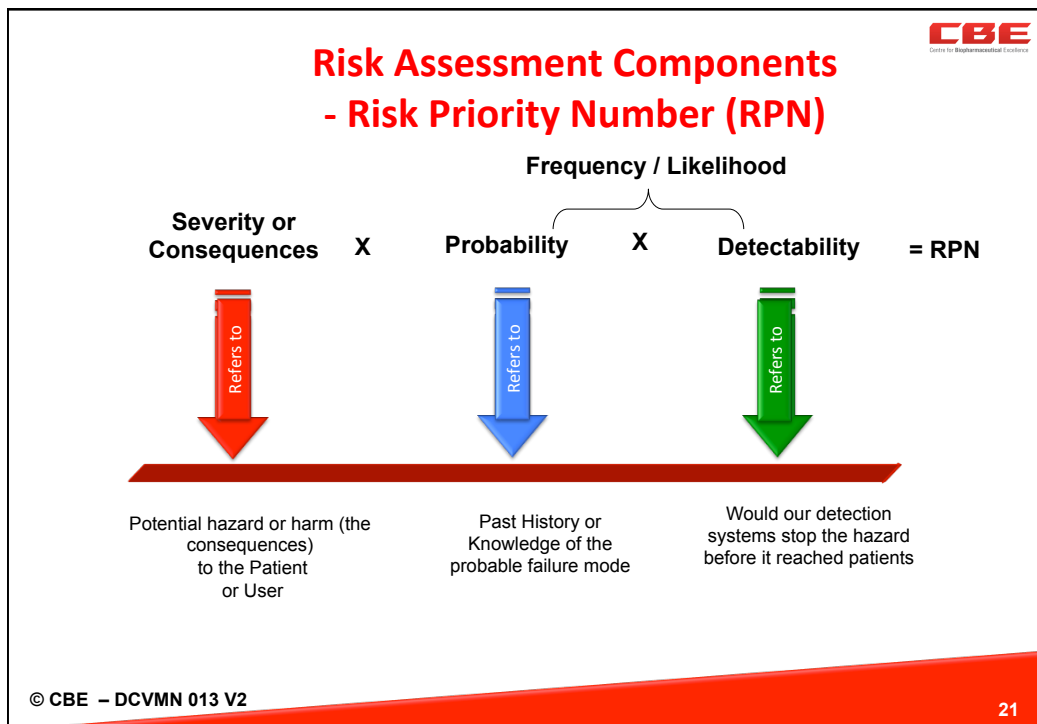 CBE
Centre for Biopharmaceutical Excellence
Risk Assessment Components
- Risk Priority Number (RPN)
Frequency / Likelihood
Severity or
Consequences
X
Probability
X
Detectability
= RPN
Refers to
Refers to
Refers to
Potential hazard or harm (the
consequences)
to the Patient
or User
Past History or
Knowledge of the
probable failure mode
Would our detection
systems stop the hazard
before it reached patients
© CBE – DCVMN 013 V2
21